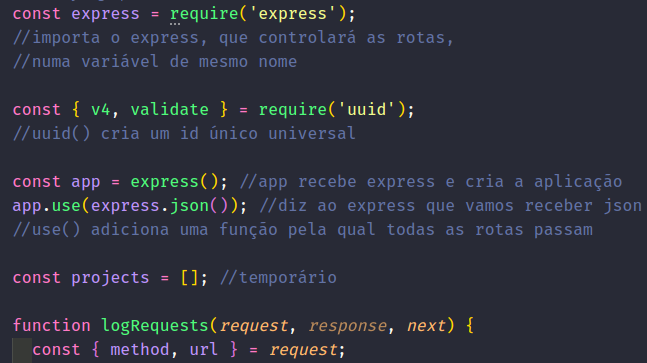 const express = require('express');
//importa o express, que controlará as rotas,
//numa variável de mesmo nome
const { v4, validate } = require('uuid');
//uuid() cria um id único universal
const app = express(); //app recebe express e cria a aplicação
app.use(express.json()); //diz ao express que vamos receber json
//use() adiciona uma função pela qual todas as rotas passam
const projects = []; //temporário
function logRequests(request, response, next) {
const { method, url } = request;